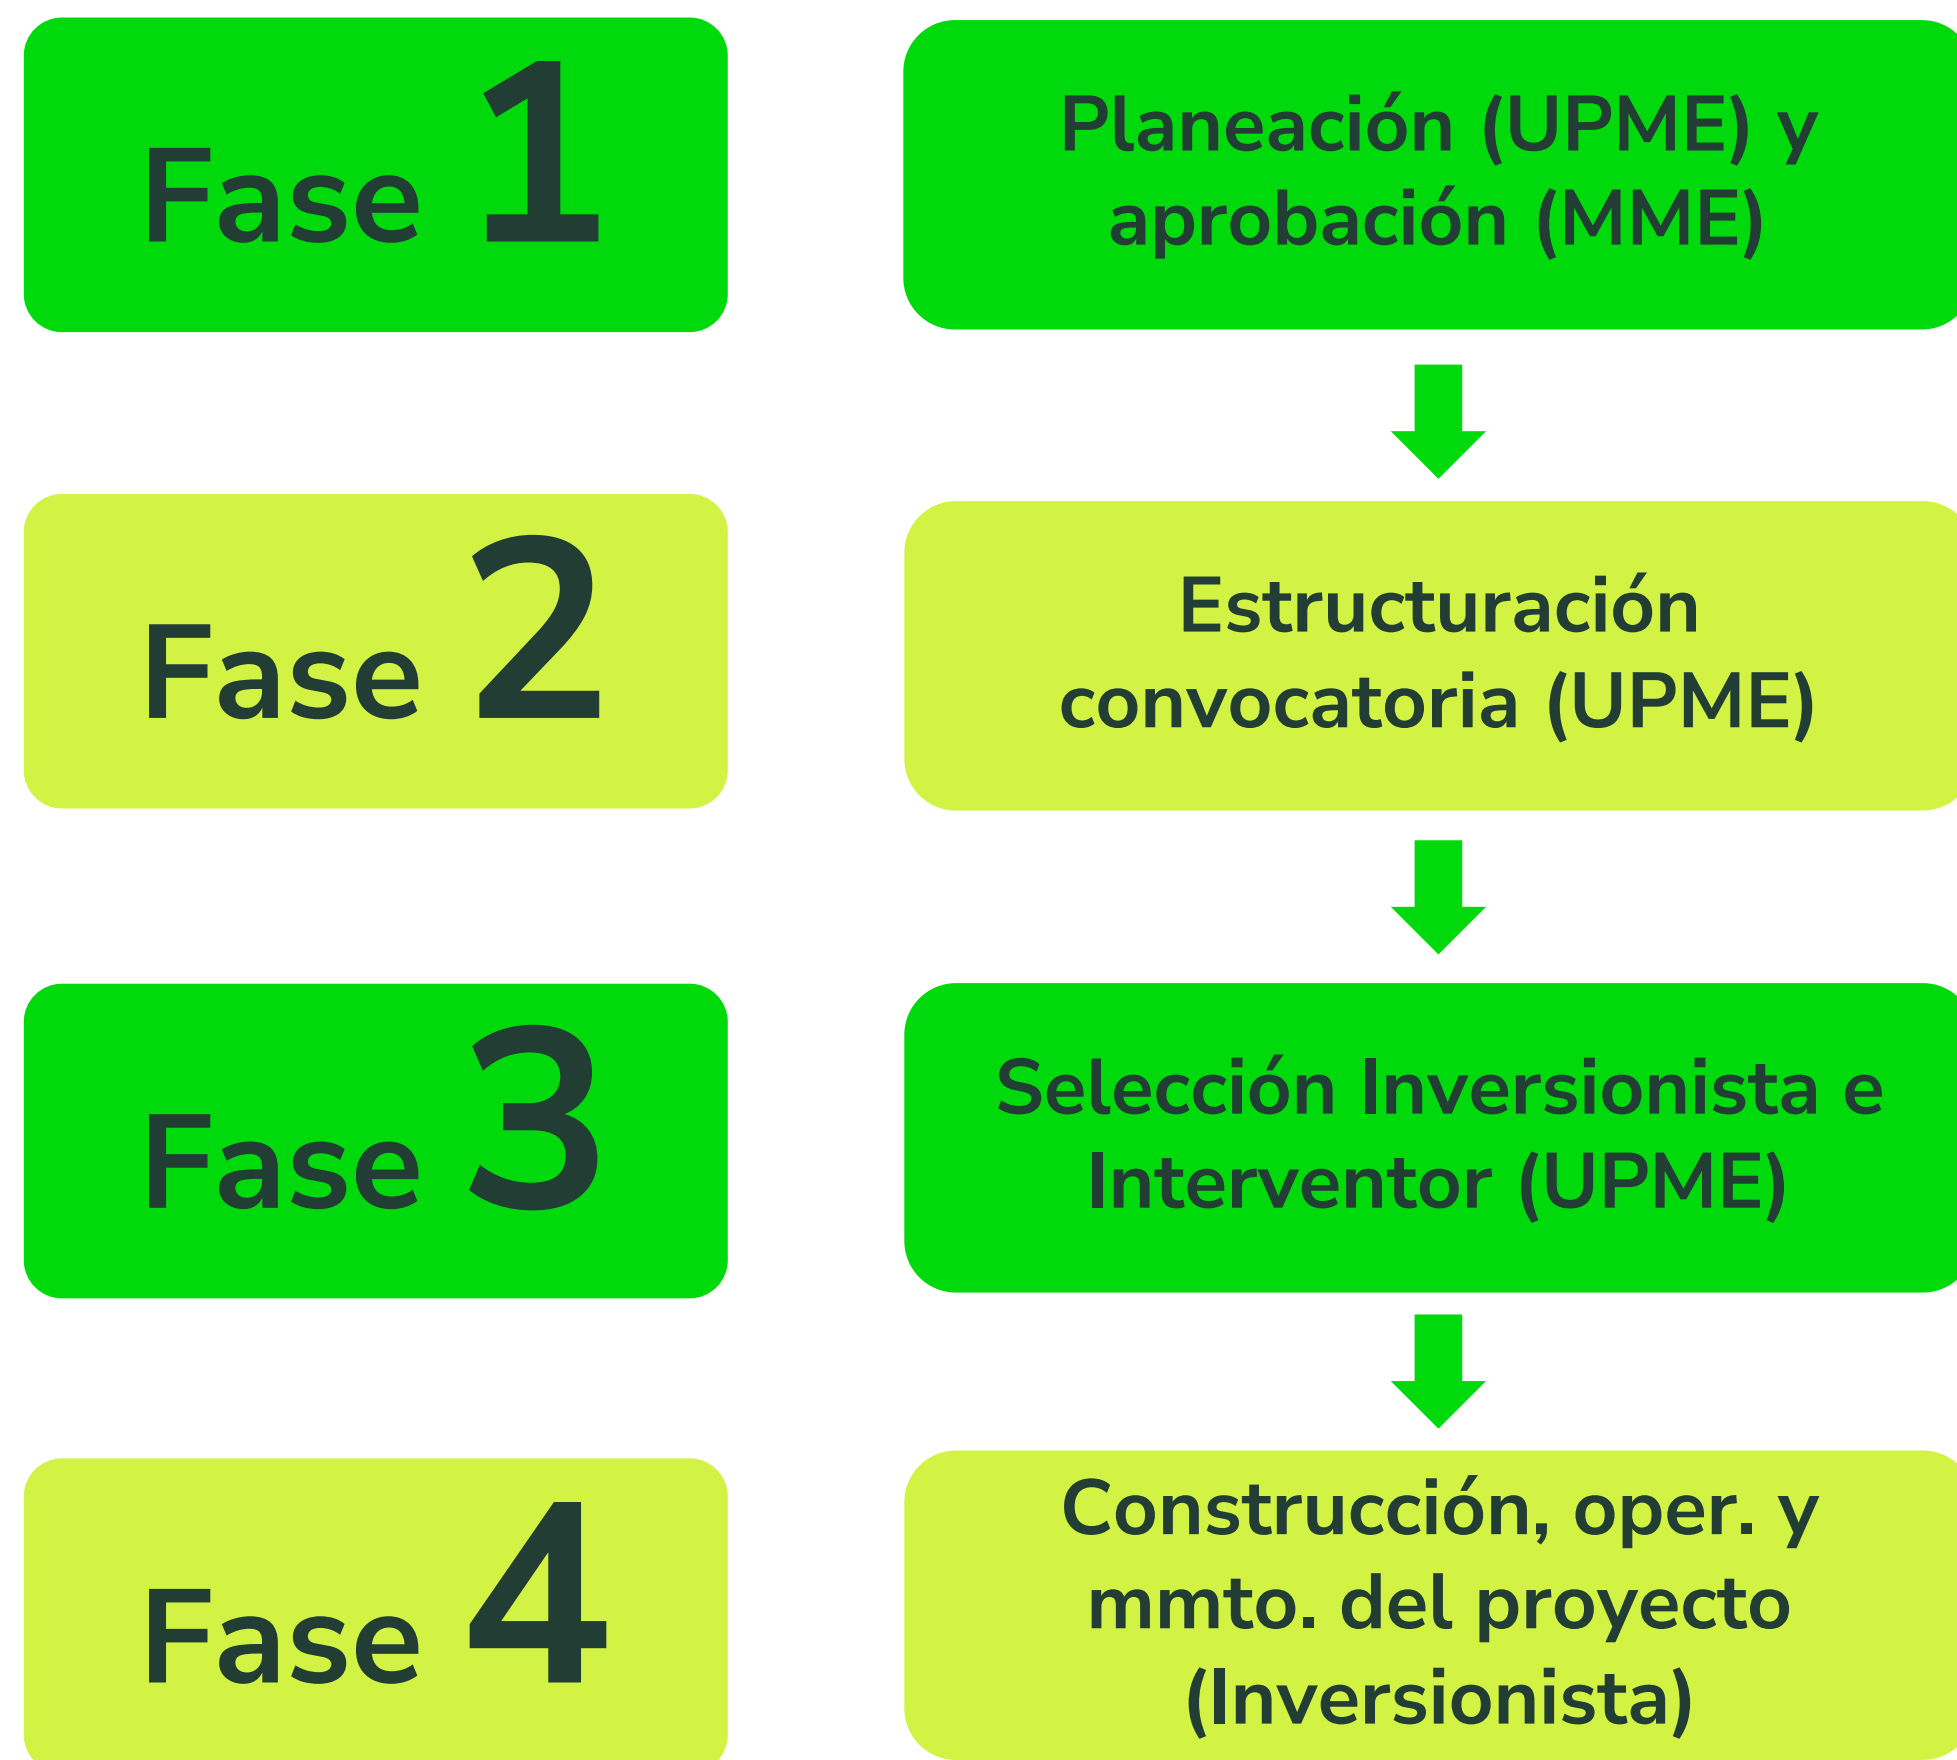 Fase 1
Planeación (UPME) y
aprobación (MME)
Fase 2
Estructuración
convocatoria (UPME)
Fase 3
Selección Inversionista e
Interventor (UPME)
Fase 4
Construcción, oper. y
mmto. del proyecto
(Inversionista)